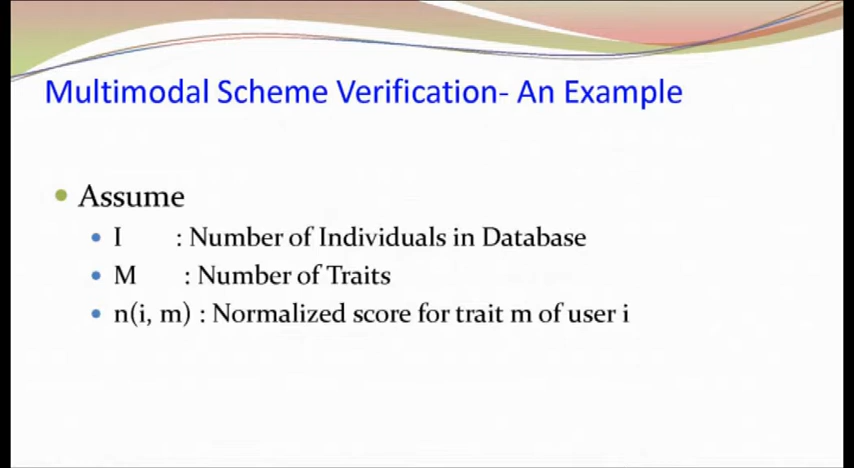 Multimodal Scheme Verification- An Example
Assume
I : Number of Individuals in Database
M : Number of Traits
n(i, m) : Normalized score for trait m of user i